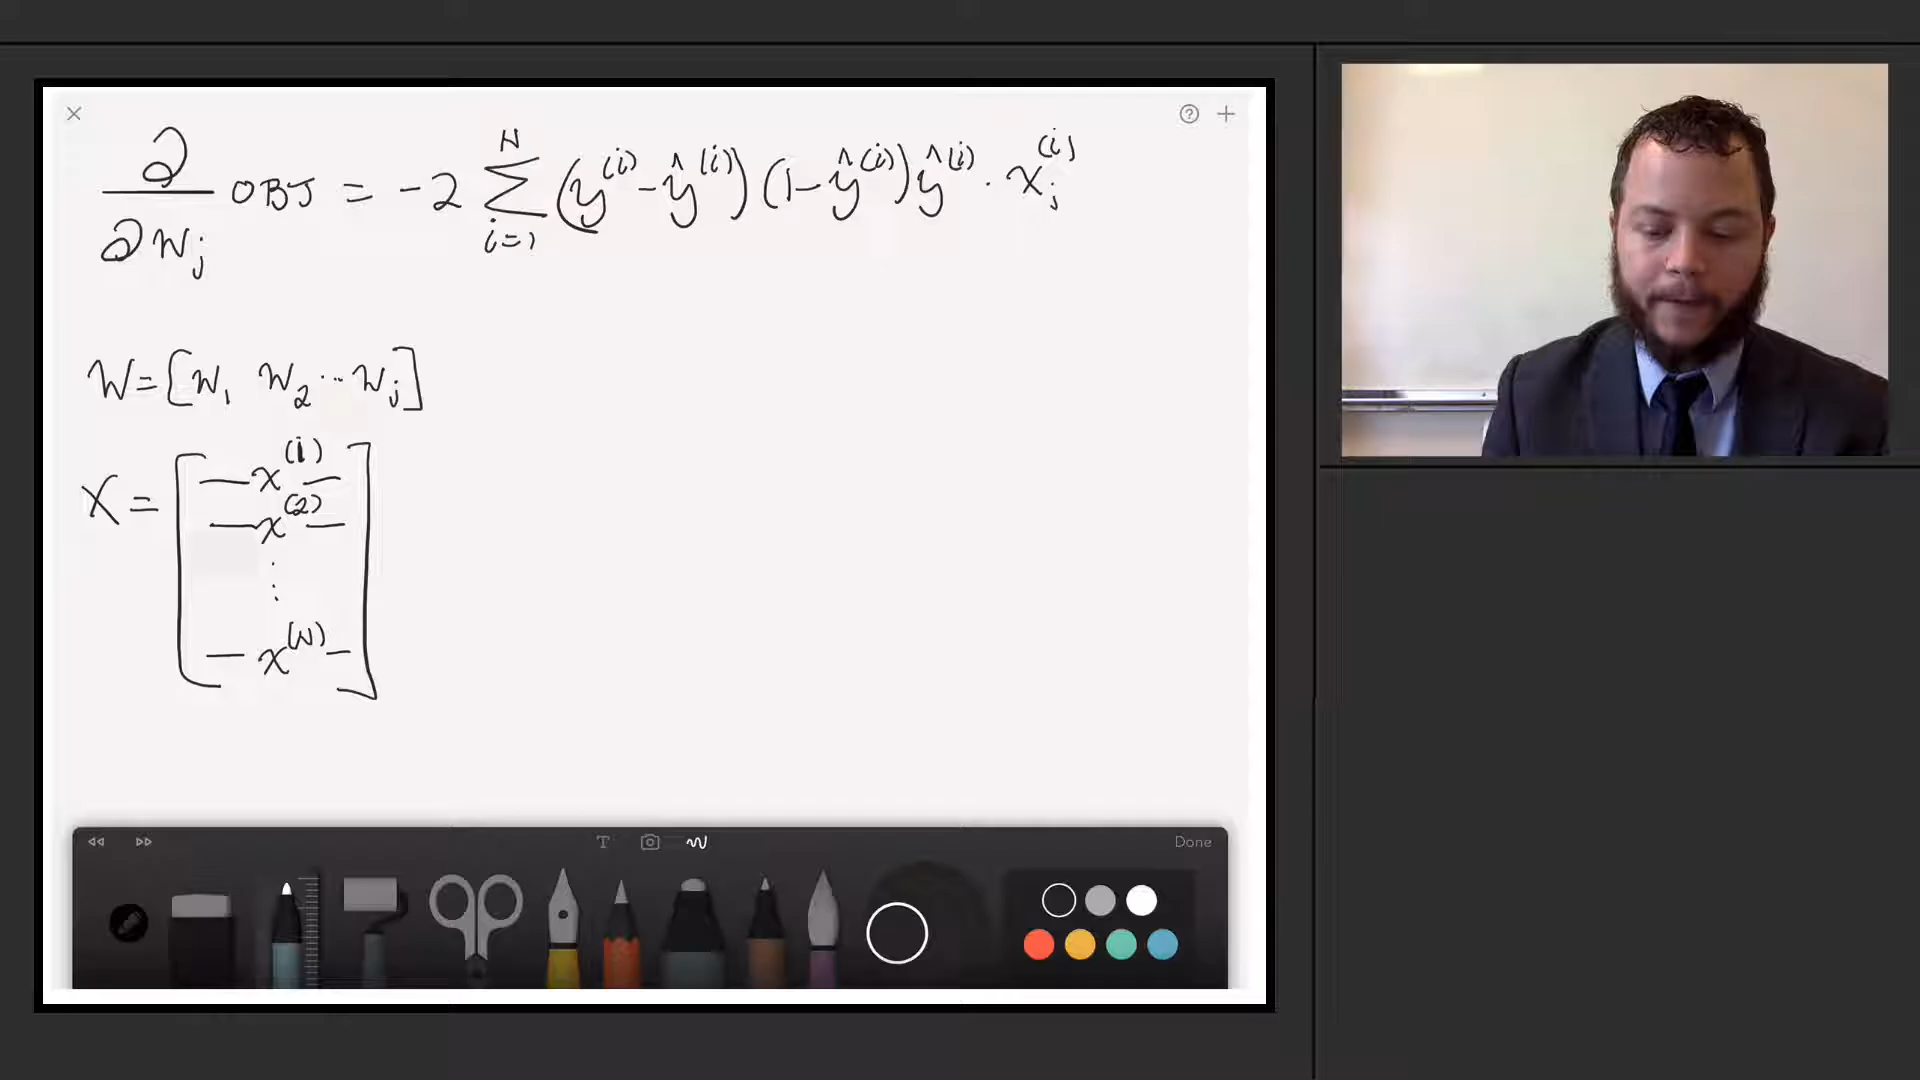 ∂/∂w_j OBJ = -2 Σ_{i=1}^{N} (y^(i) - ŷ^(i)) (1 - ŷ^(i)) ŷ^(i) · x_j^(i)
W = [w_1 w_2 ... w_j]
X = [— x^(1) —
— x^(2) —
⋮
— x^(N) —]
T
Done